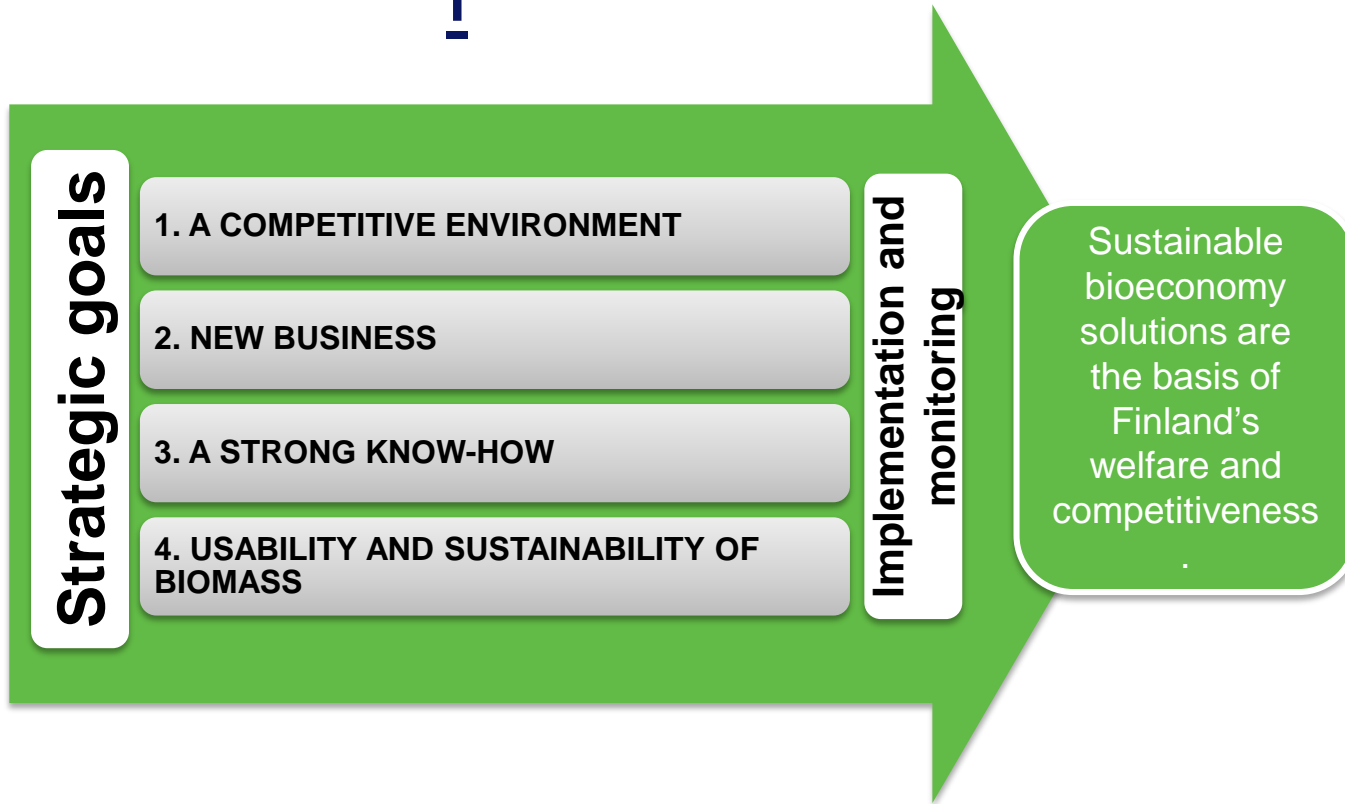 Strategic goals
1. A COMPETITIVE ENVIRONMENT
2. NEW BUSINESS
3. A STRONG KNOW-HOW
4. USABILITY AND SUSTAINABILITY OF
BIOMASS
Implementation and
monitoring
Sustainable
bioeconomy
solutions are
the basis of
Finland’s
welfare and
competitiveness
.